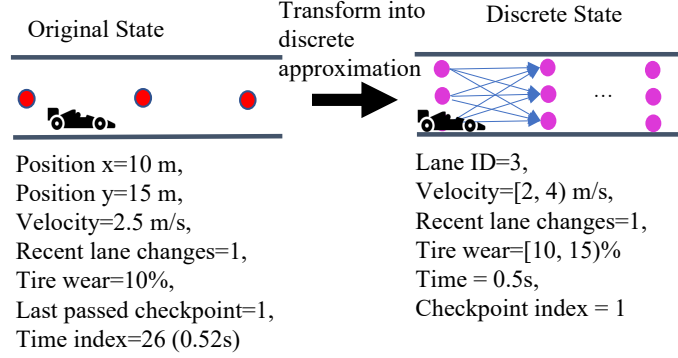 Original State
Transform into
discrete
approximation
Discrete State
...
Position x=10 m,
Position y=15 m,
Velocity=2.5 m/s,
Recent lane changes=1,
Tire wear=10%,
Last passed checkpoint=1,
Time index=26 (0.52s)
Lane ID=3,
Velocity=[2, 4) m/s,
Recent lane changes=1,
Tire wear=[10, 15)%
Time = 0.5s,
Checkpoint index = 1